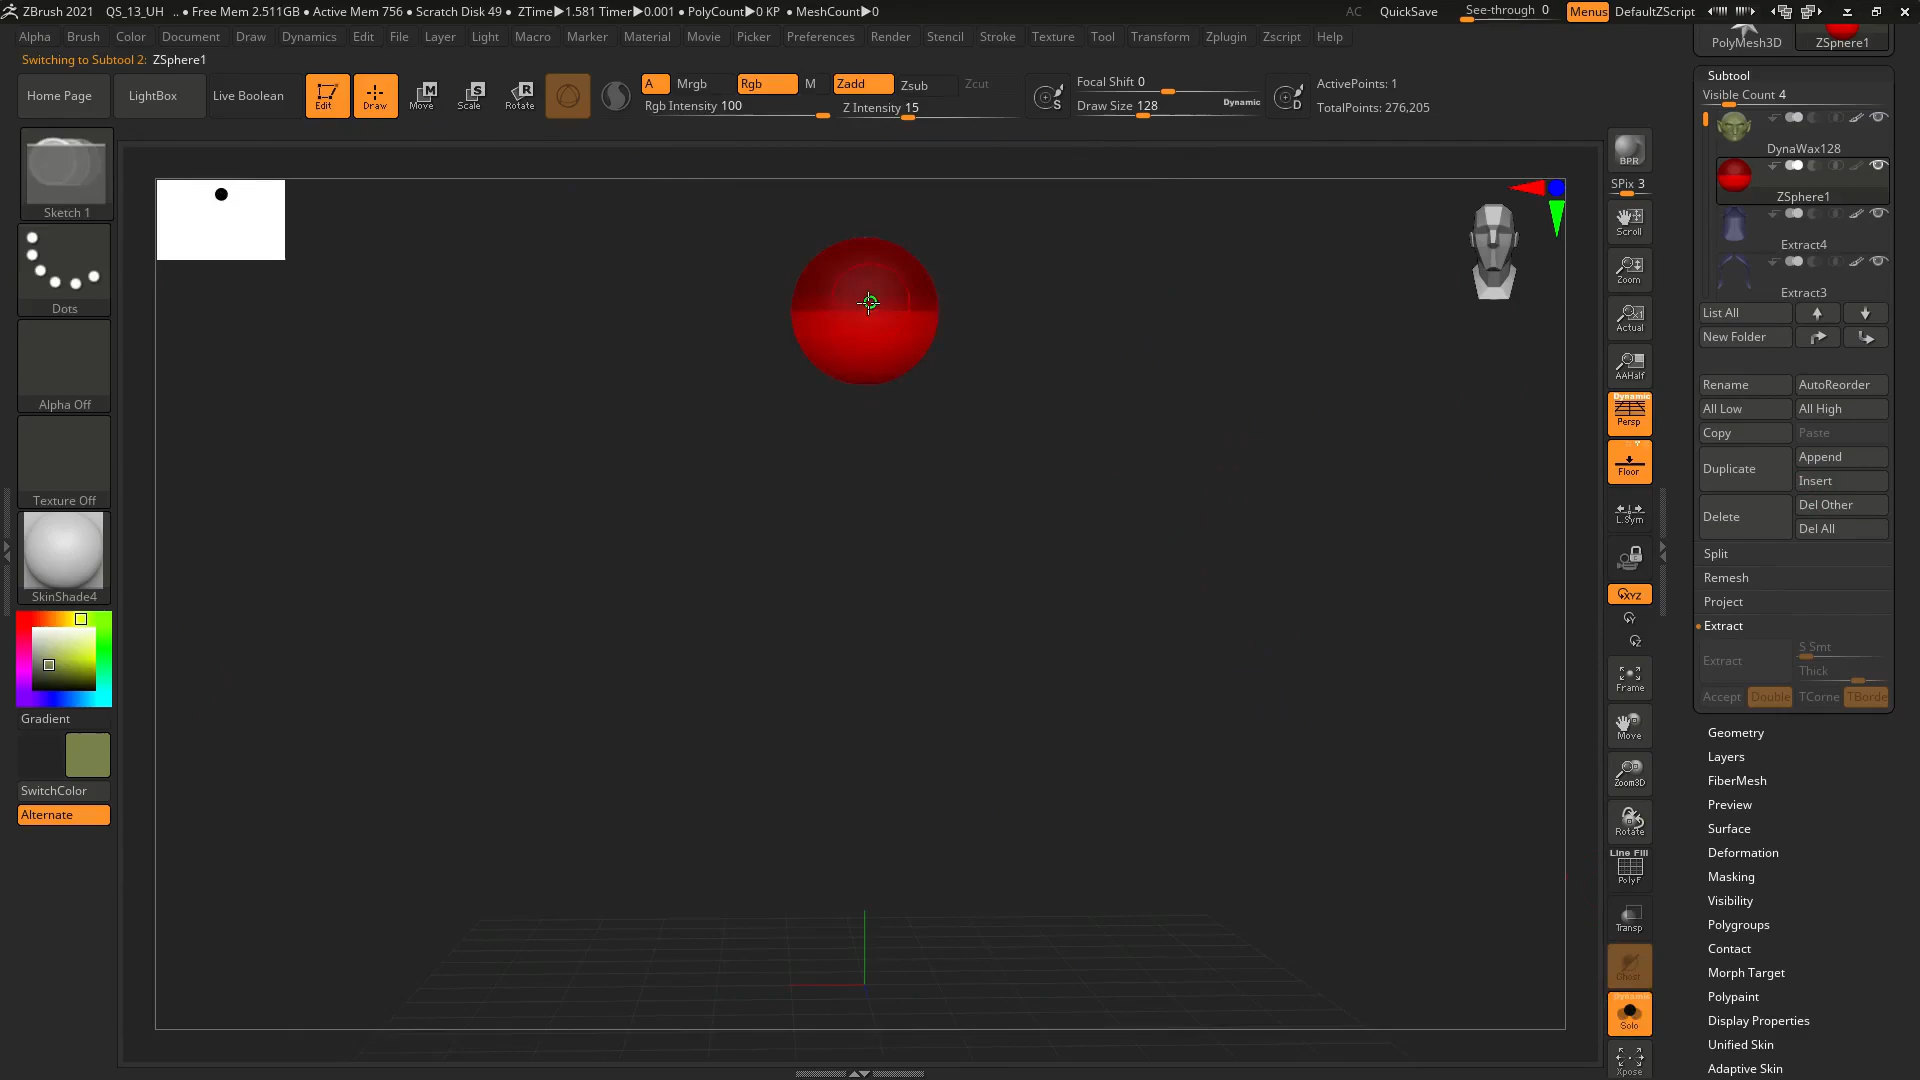 ZBrush 2021 QS_13_UH .. ● Free Mem 2.511GB ● Active Mem 756 ● Scratch Disk 49 ● ZTime▶1.581 Timer▶0.001 ● PolyCount▶0 KP ● MeshCount▶0 AC QuickSave See-through 0 Menus DefaultZScript
Alpha Brush Color Document Draw Dynamics Edit File Layer Light Macro Marker Material Movie Picker Preferences Render Stencil Stroke Texture Tool Transform Zplugin Zscript Help
PolyMesh3D ZSphere1
Switching to Subtool 2: ZSphere1
Home Page LightBox Live Boolean Edit Draw Move Scale Rotate
A Mrgb Rgb M Zadd Zsub Zcut
Rgb Intensity 100 Z Intensity 15
Focal Shift 0
Draw Size 128 Dynamic
S D
ActivePoints: 1
TotalPoints: 276,205
Sketch 1
Dots
Alpha Off
Texture Off
SkinShade4
Gradient
SwitchColor
Alternate
BPR
SPix 3
Scroll
Zoom
Actual
AAHalf
Dynamic
Persp
Floor
L.Sym
XYZ
Y
Z
Frame
Move
Zoom3D
Rotate
Line Fill
PolyF
Transp
Ghost
Dynamic
Solo
Xpose
Subtool
Visible Count 4
DynaWax128
ZSphere1
Extract4
Extract3
List All
New Folder
Rename AutoReorder
All Low All High
Copy Paste
Duplicate Append
Insert
Delete Del Other
Del All
Split
Remesh
Project
Extract
Extract S Smt
Thick
Accept Double TCorne TBorde
Geometry
Layers
FiberMesh
Preview
Surface
Deformation
Masking
Visibility
Polygroups
Contact
Morph Target
Polypaint
Display Properties
Unified Skin
Adaptive Skin